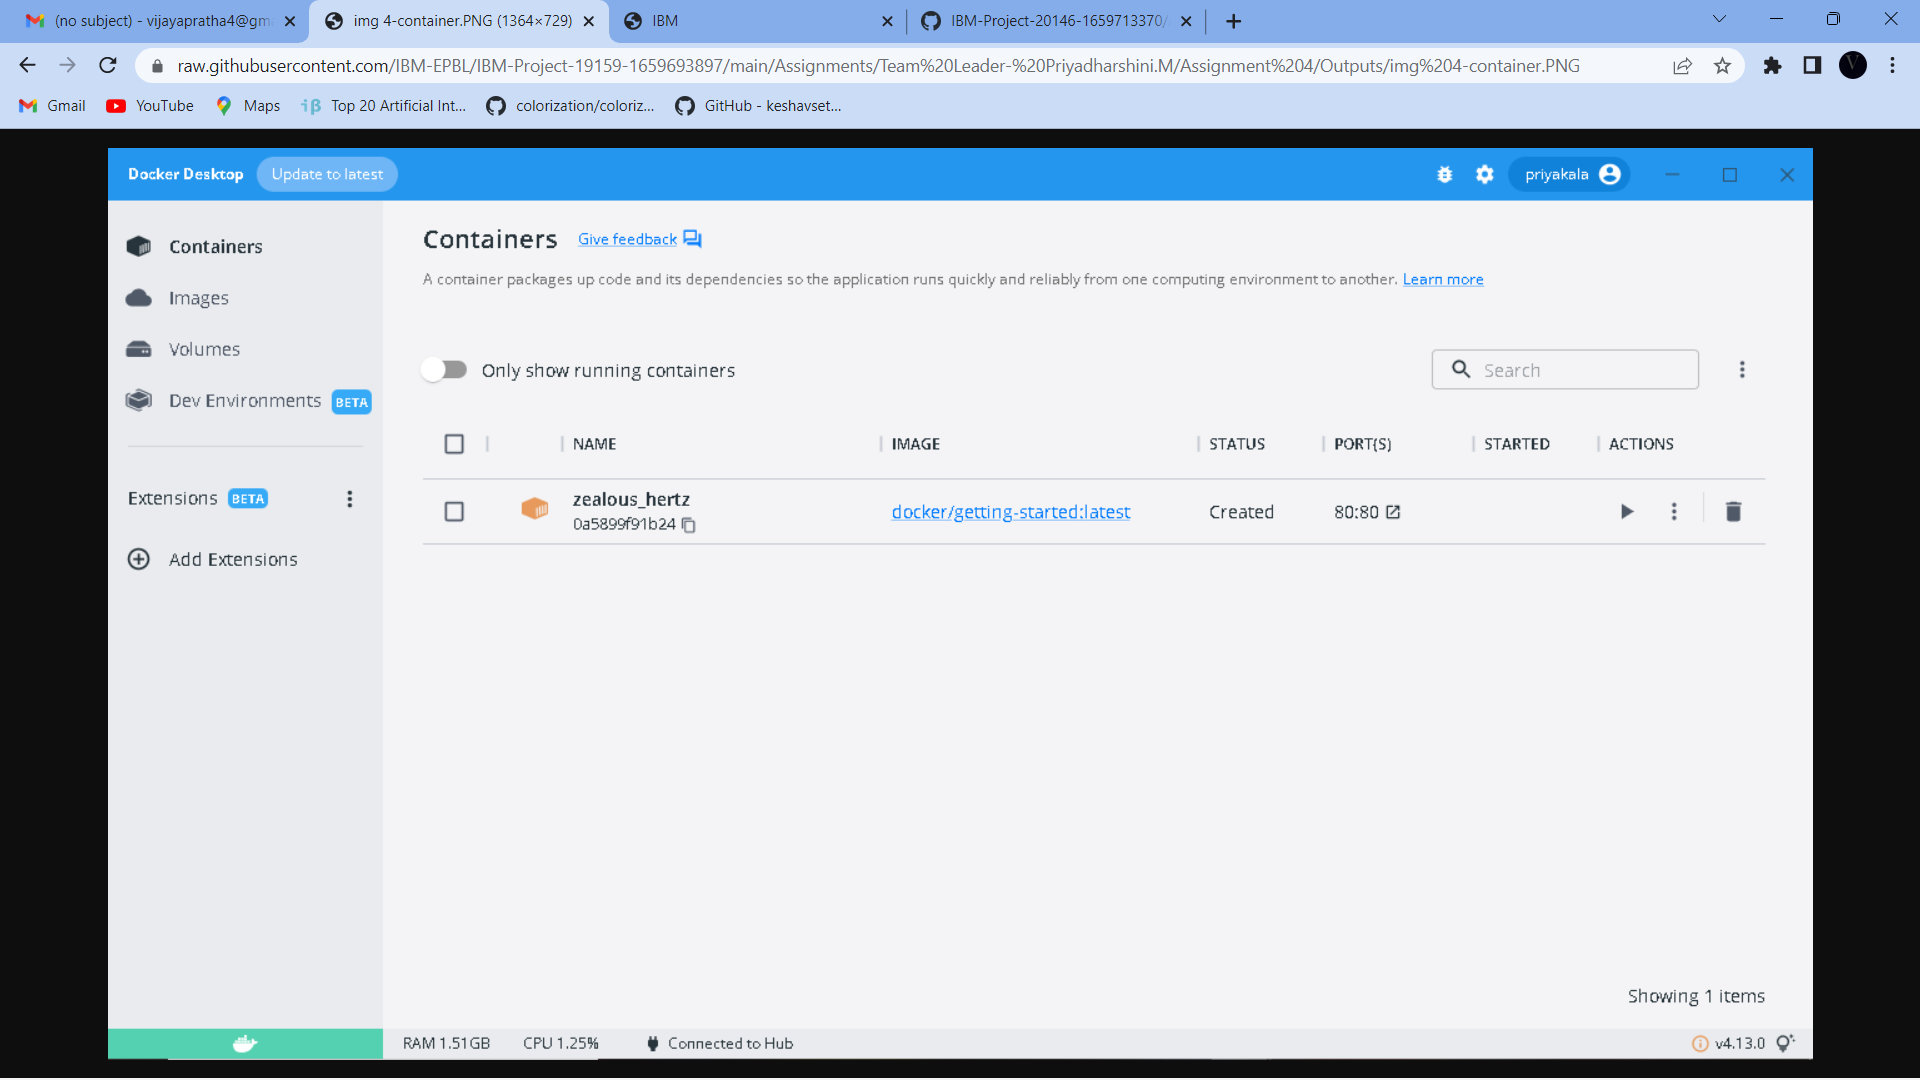 (no subject) - vijayapratha4@gm
img 4-container.PNG (1364×729)
IBM
IBM-Project-20146-1659713370/
raw.githubusercontent.com/IBM-EPBL/IBM-Project-19159-1659693897/main/Assignments/Team%20Leader-%20Priyadharshini.M/Assignment%204/Outputs/img%204-container.PNG
V
Gmail
YouTube
Maps
iβ Top 20 Artificial Int...
colorization/coloriz...
GitHub - keshavset...
Docker Desktop
Update to latest
priyakala
Containers
Images
Volumes
Dev Environments BETA
Extensions BETA
Add Extensions
Containers Give feedback
A container packages up code and its dependencies so the application runs quickly and reliably from one computing environment to another. Learn more
Only show running containers
Search
NAME IMAGE STATUS PORT(S) STARTED ACTIONS
zealous_hertz
0a5899f91b24
docker/getting-started:latest
Created
80:80
Showing 1 items
RAM 1.51GB CPU 1.25% Connected to Hub
v4.13.0